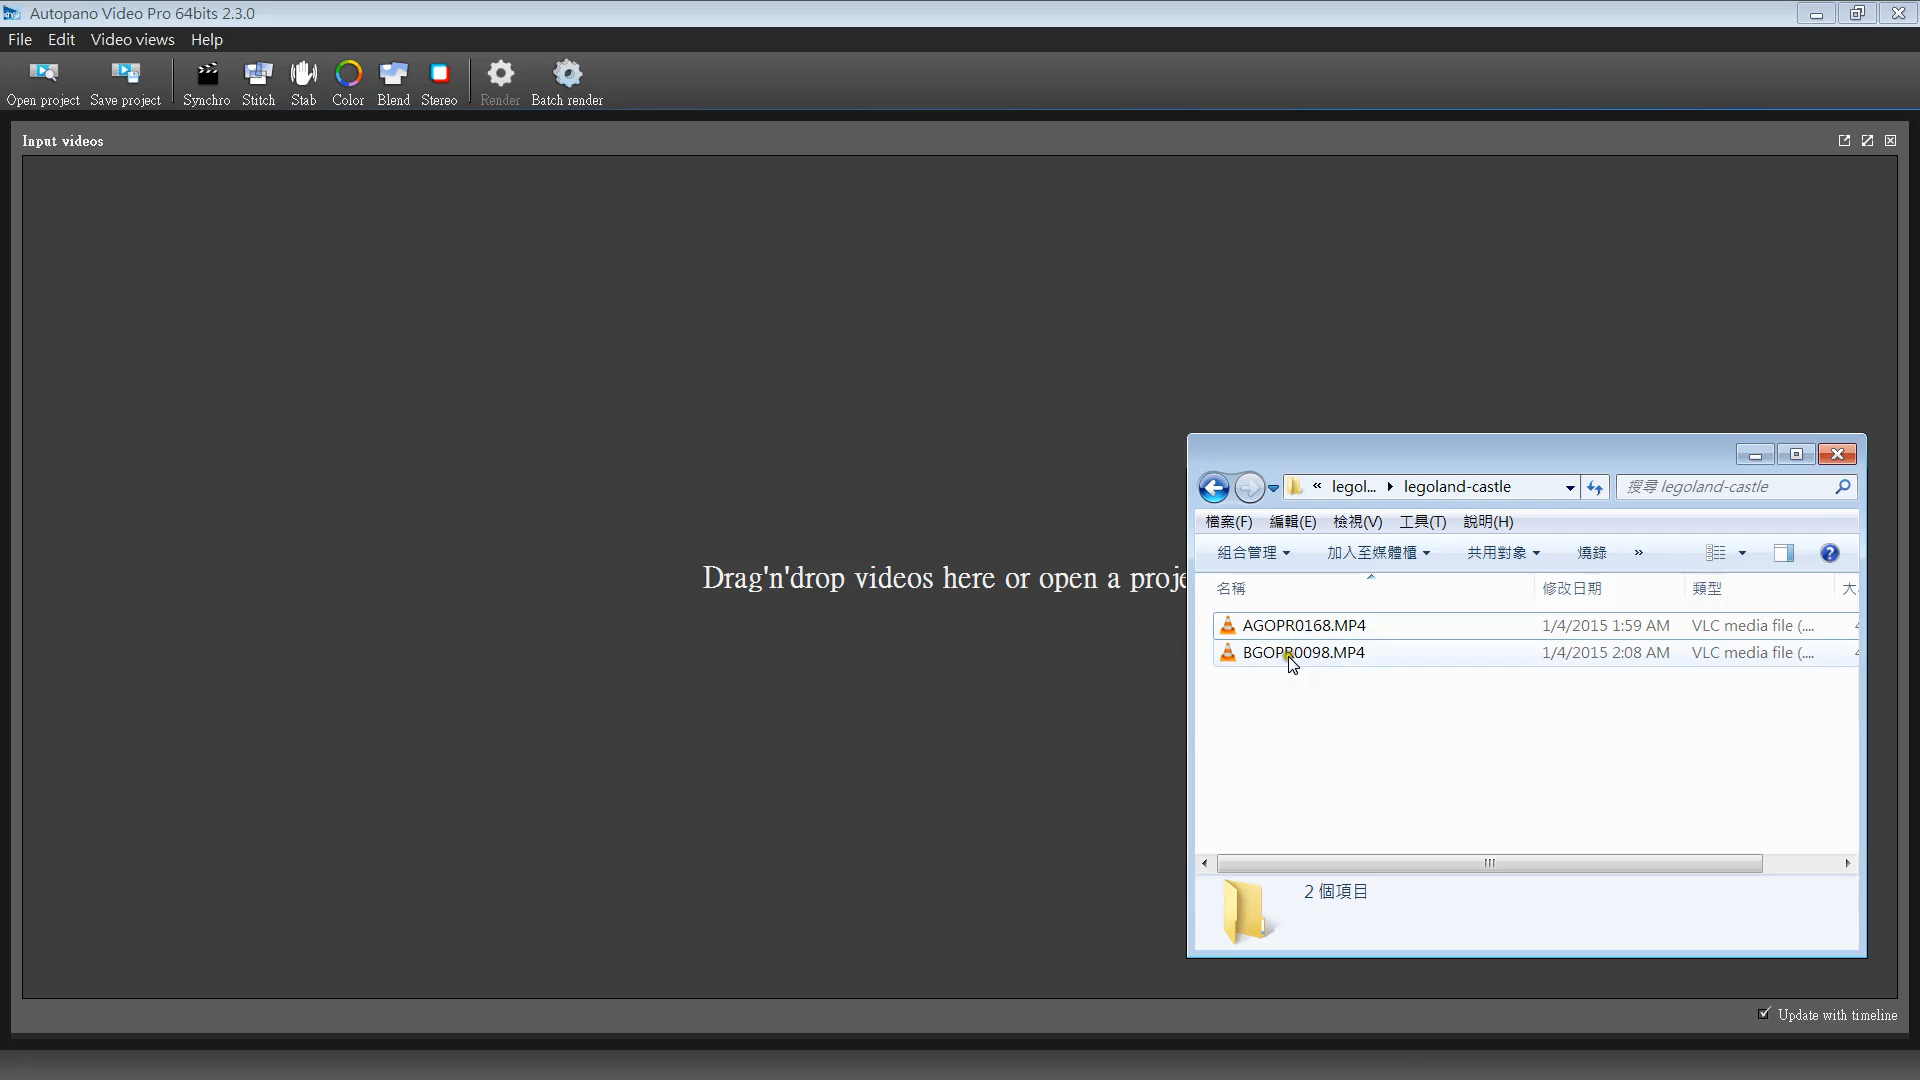 Autopano Video Pro 64bits 2.3.0
File Edit Video views Help
Open project Save project Synchro Stitch Stab Color Blend Stereo Render Batch render
Input videos
Drag'n'drop videos here or open a proje
« legol... legoland-castle 搜尋 legoland-castle
檔案(F) 編輯(E) 檢視(V) 工具(T) 說明(H)
組合管理 加入至媒體櫃 共用對象 燒錄 »
名稱 修改日期 類型 大
AGOPR0168.MP4 1/4/2015 1:59 AM VLC media file (.... 4
BGOPR0098.MP4 1/4/2015 2:08 AM VLC media file (.... 4
2 個項目
Update with timeline